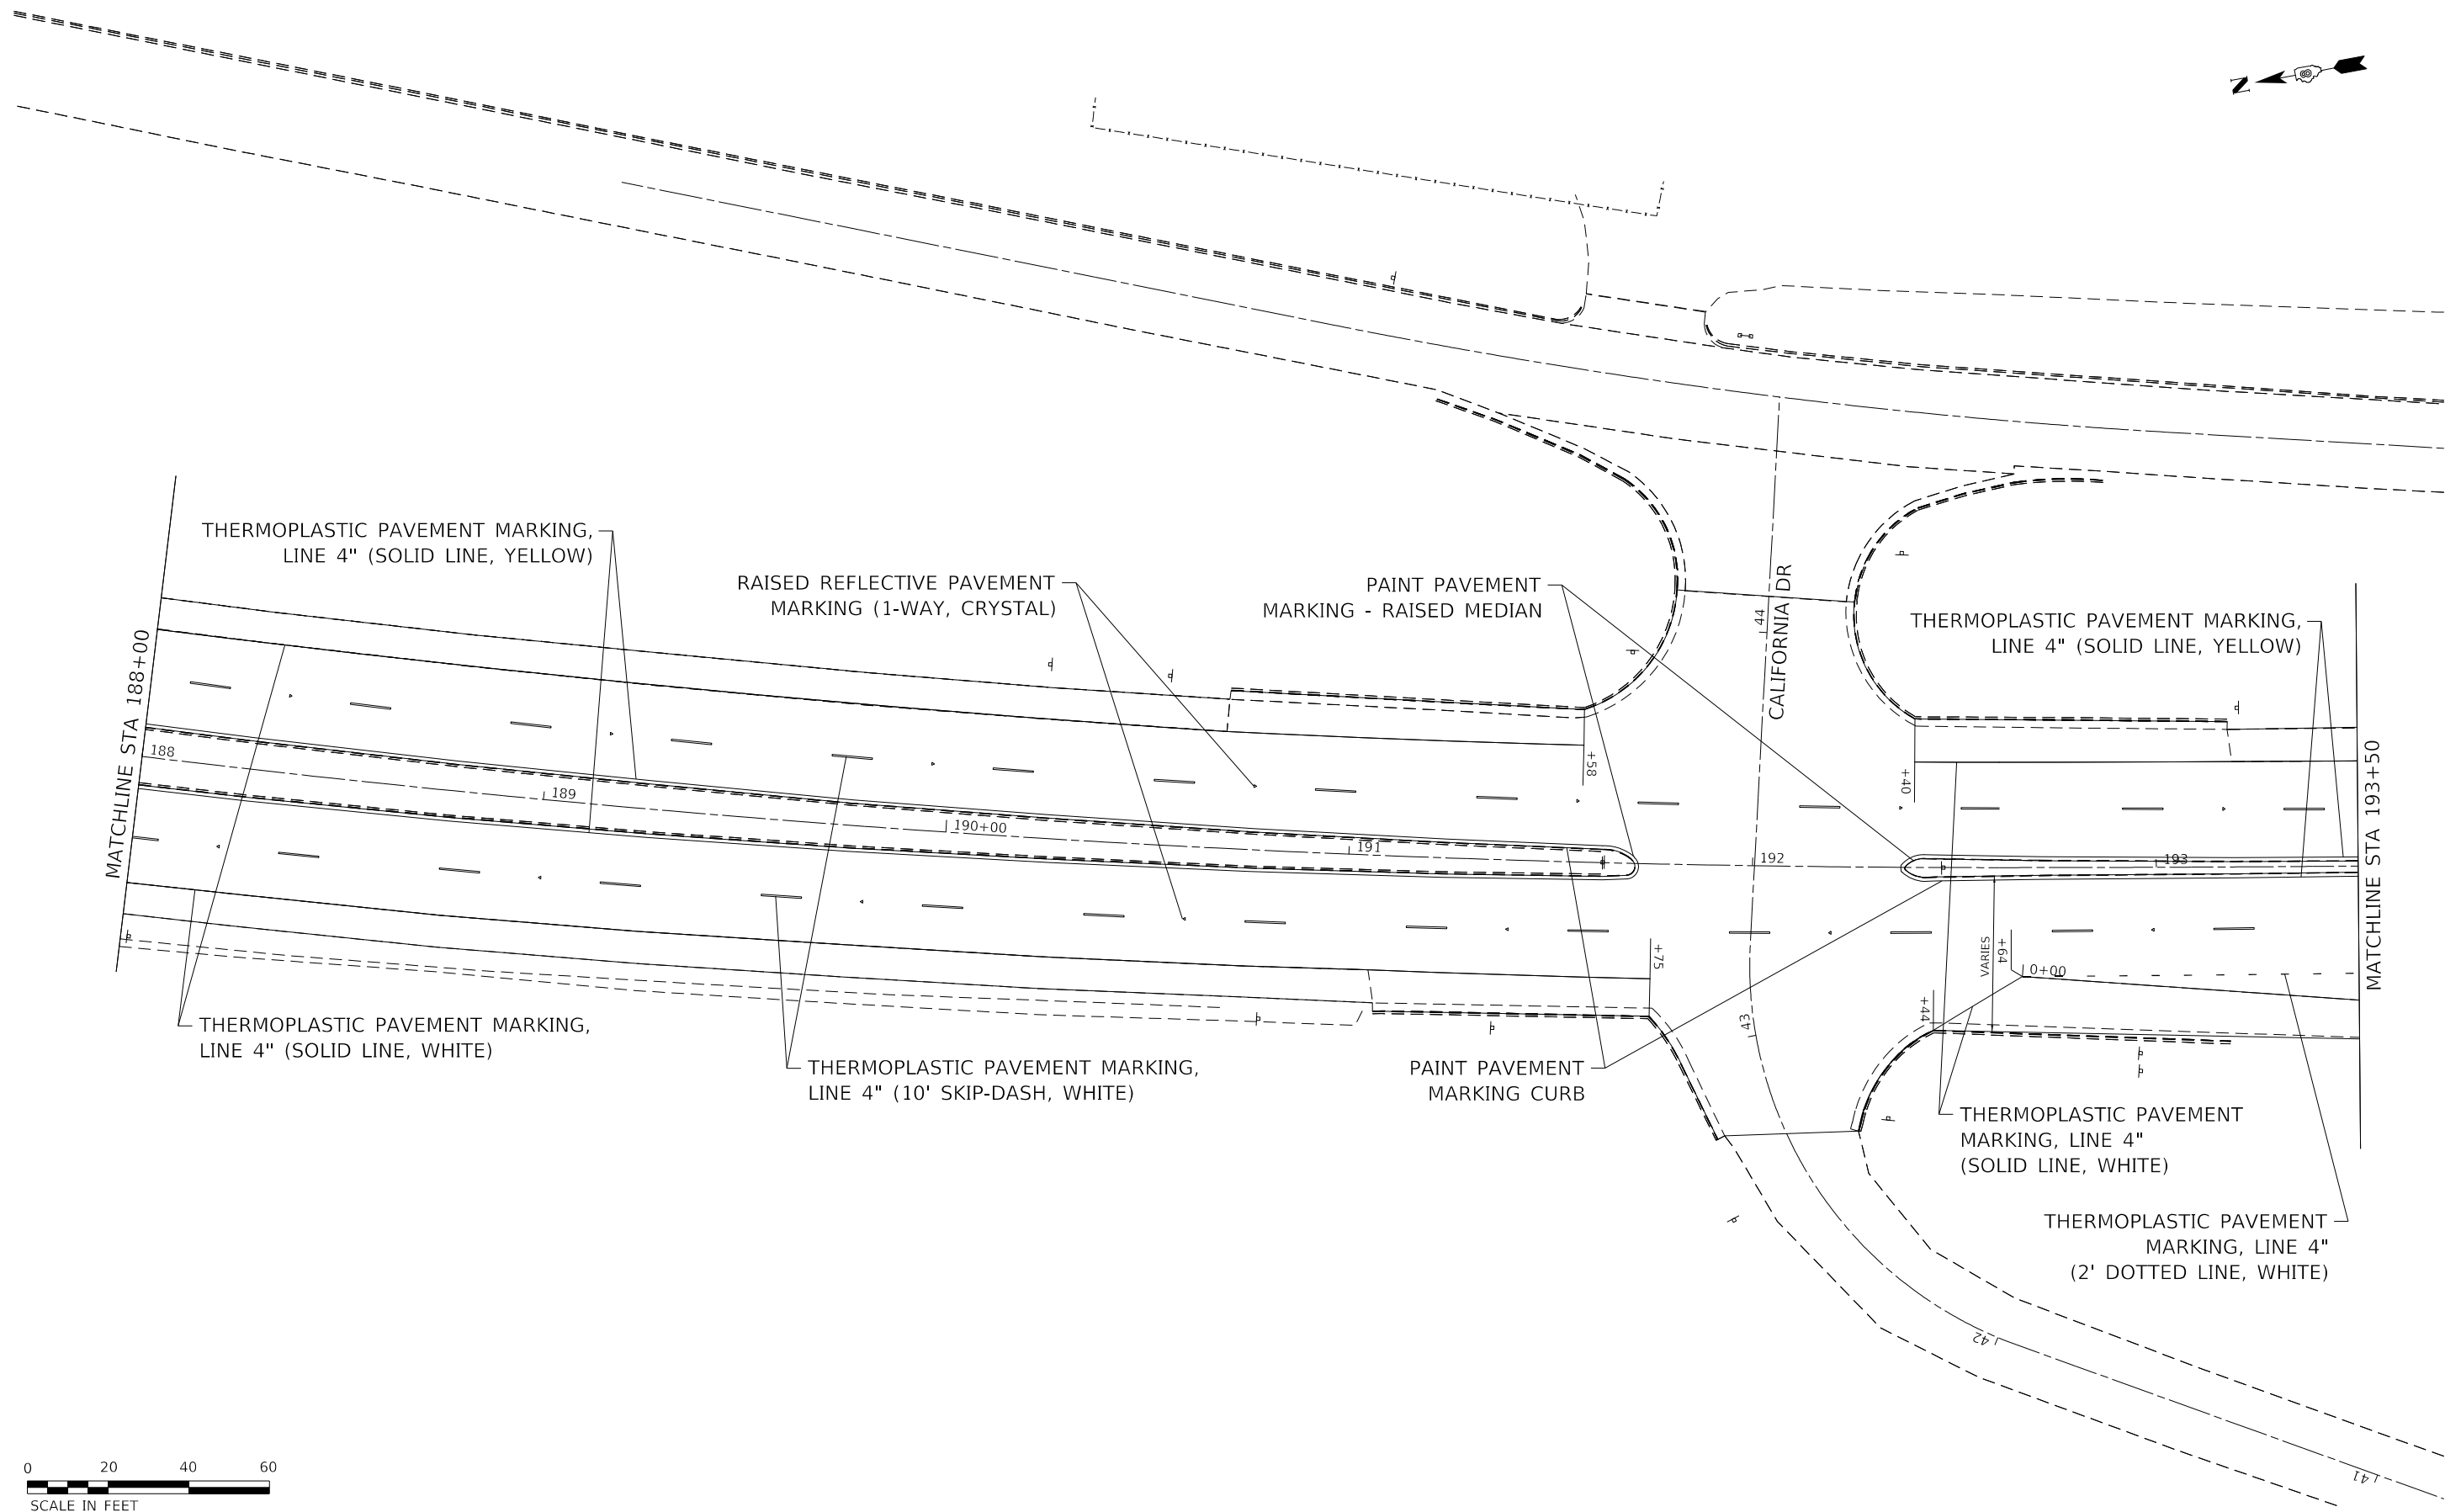 N
THERMOPLASTIC PAVEMENT MARKING,
LINE 4" (SOLID LINE, YELLOW)
RAISED REFLECTIVE PAVEMENT
MARKING (1-WAY, CRYSTAL)
PAINT PAVEMENT
MARKING - RAISED MEDIAN
THERMOPLASTIC PAVEMENT MARKING,
LINE 4" (SOLID LINE, YELLOW)
CALIFORNIA DR
44
MATCHLINE STA 188+00
188
189
190+00
191
192
193
+58
+40
MATCHLINE STA 193+50
+75
VARIES
+64
0+00
+44
43
THERMOPLASTIC PAVEMENT MARKING,
LINE 4" (SOLID LINE, WHITE)
THERMOPLASTIC PAVEMENT MARKING,
LINE 4" (10' SKIP-DASH, WHITE)
PAINT PAVEMENT
MARKING CURB
THERMOPLASTIC PAVEMENT
MARKING, LINE 4"
(SOLID LINE, WHITE)
THERMOPLASTIC PAVEMENT
MARKING, LINE 4"
(2' DOTTED LINE, WHITE)
42
41
0 20 40 60
SCALE IN FEET